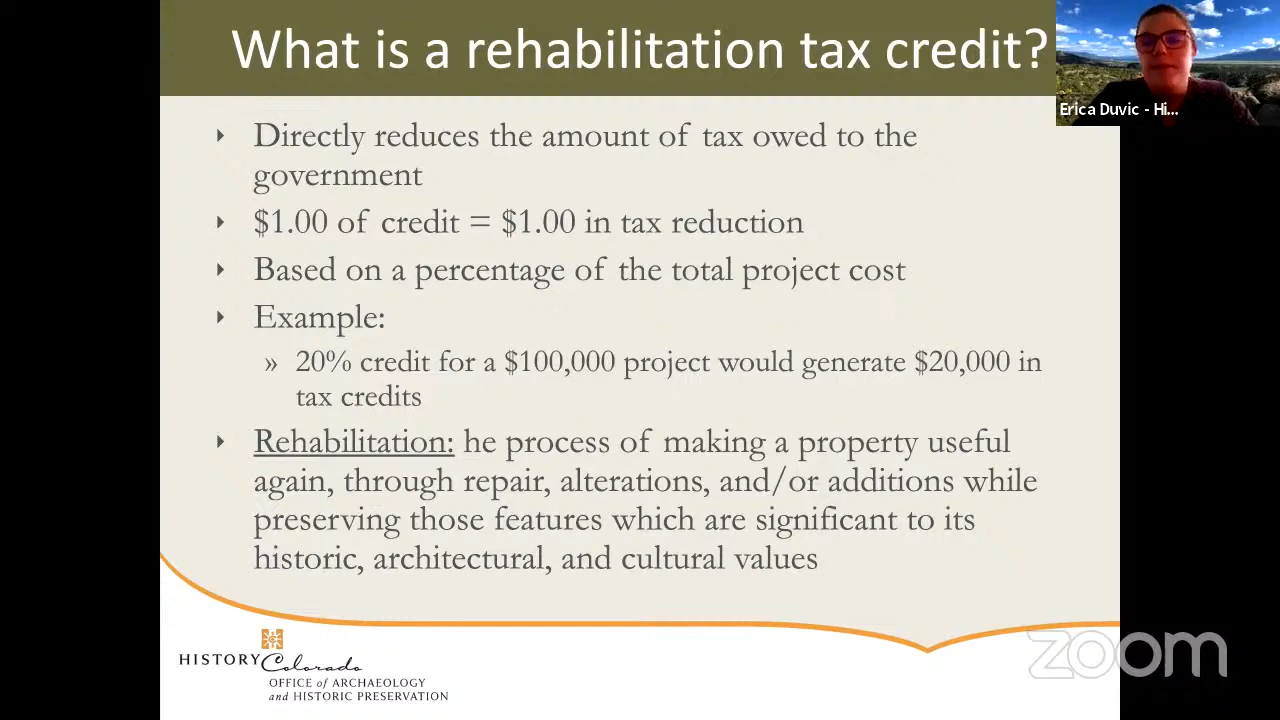 What is a rehabilitation tax credit?
Erica Duvic - Hi...
Directly reduces the amount of tax owed to the
government
$1.00 of credit = $1.00 in tax reduction
Based on a percentage of the total project cost
Example:
» 20% credit for a $100,000 project would generate $20,000 in
tax credits
Rehabilitation: he process of making a property useful
again, through repair, alterations, and/or additions while
preserving those features which are significant to its
historic, architectural, and cultural values
HISTORY Colorado
OFFICE of ARCHAEOLOGY
and HISTORIC PRESERVATION
zoom